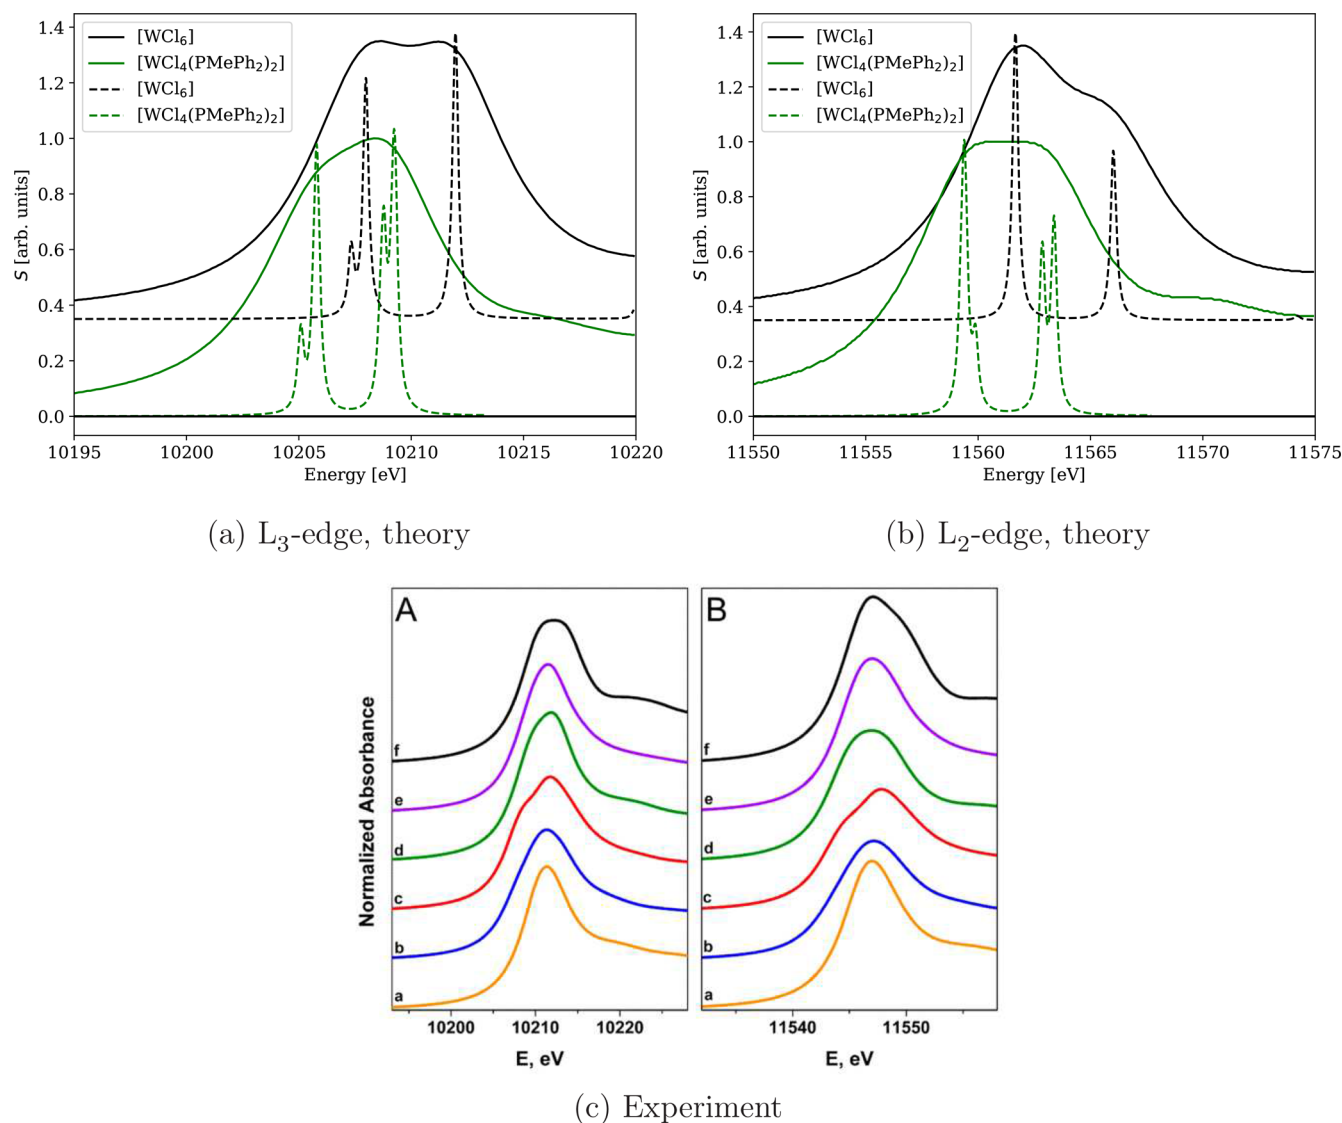 1.4
1.2
1.0
0.8
0.6
0.4
0.2
0.0
S [arb. units]
[WCl6]
[WCl4(PMePh2)2]
[WCl6]
[WCl4(PMePh2)2]
10195 10200 10205 10210 10215 10220
Energy [eV]
(a) L3-edge, theory
1.4
1.2
1.0
0.8
0.6
0.4
0.2
0.0
S [arb. units]
[WCl6]
[WCl4(PMePh2)2]
[WCl6]
[WCl4(PMePh2)2]
11550 11555 11560 11565 11570 11575
Energy [eV]
(b) L2-edge, theory
Normalized Absorbance
A
f
e
d
c
b
a
10200 10210 10220
E, eV
B
f
e
d
c
b
a
11540 11550
E, eV
(c) Experiment